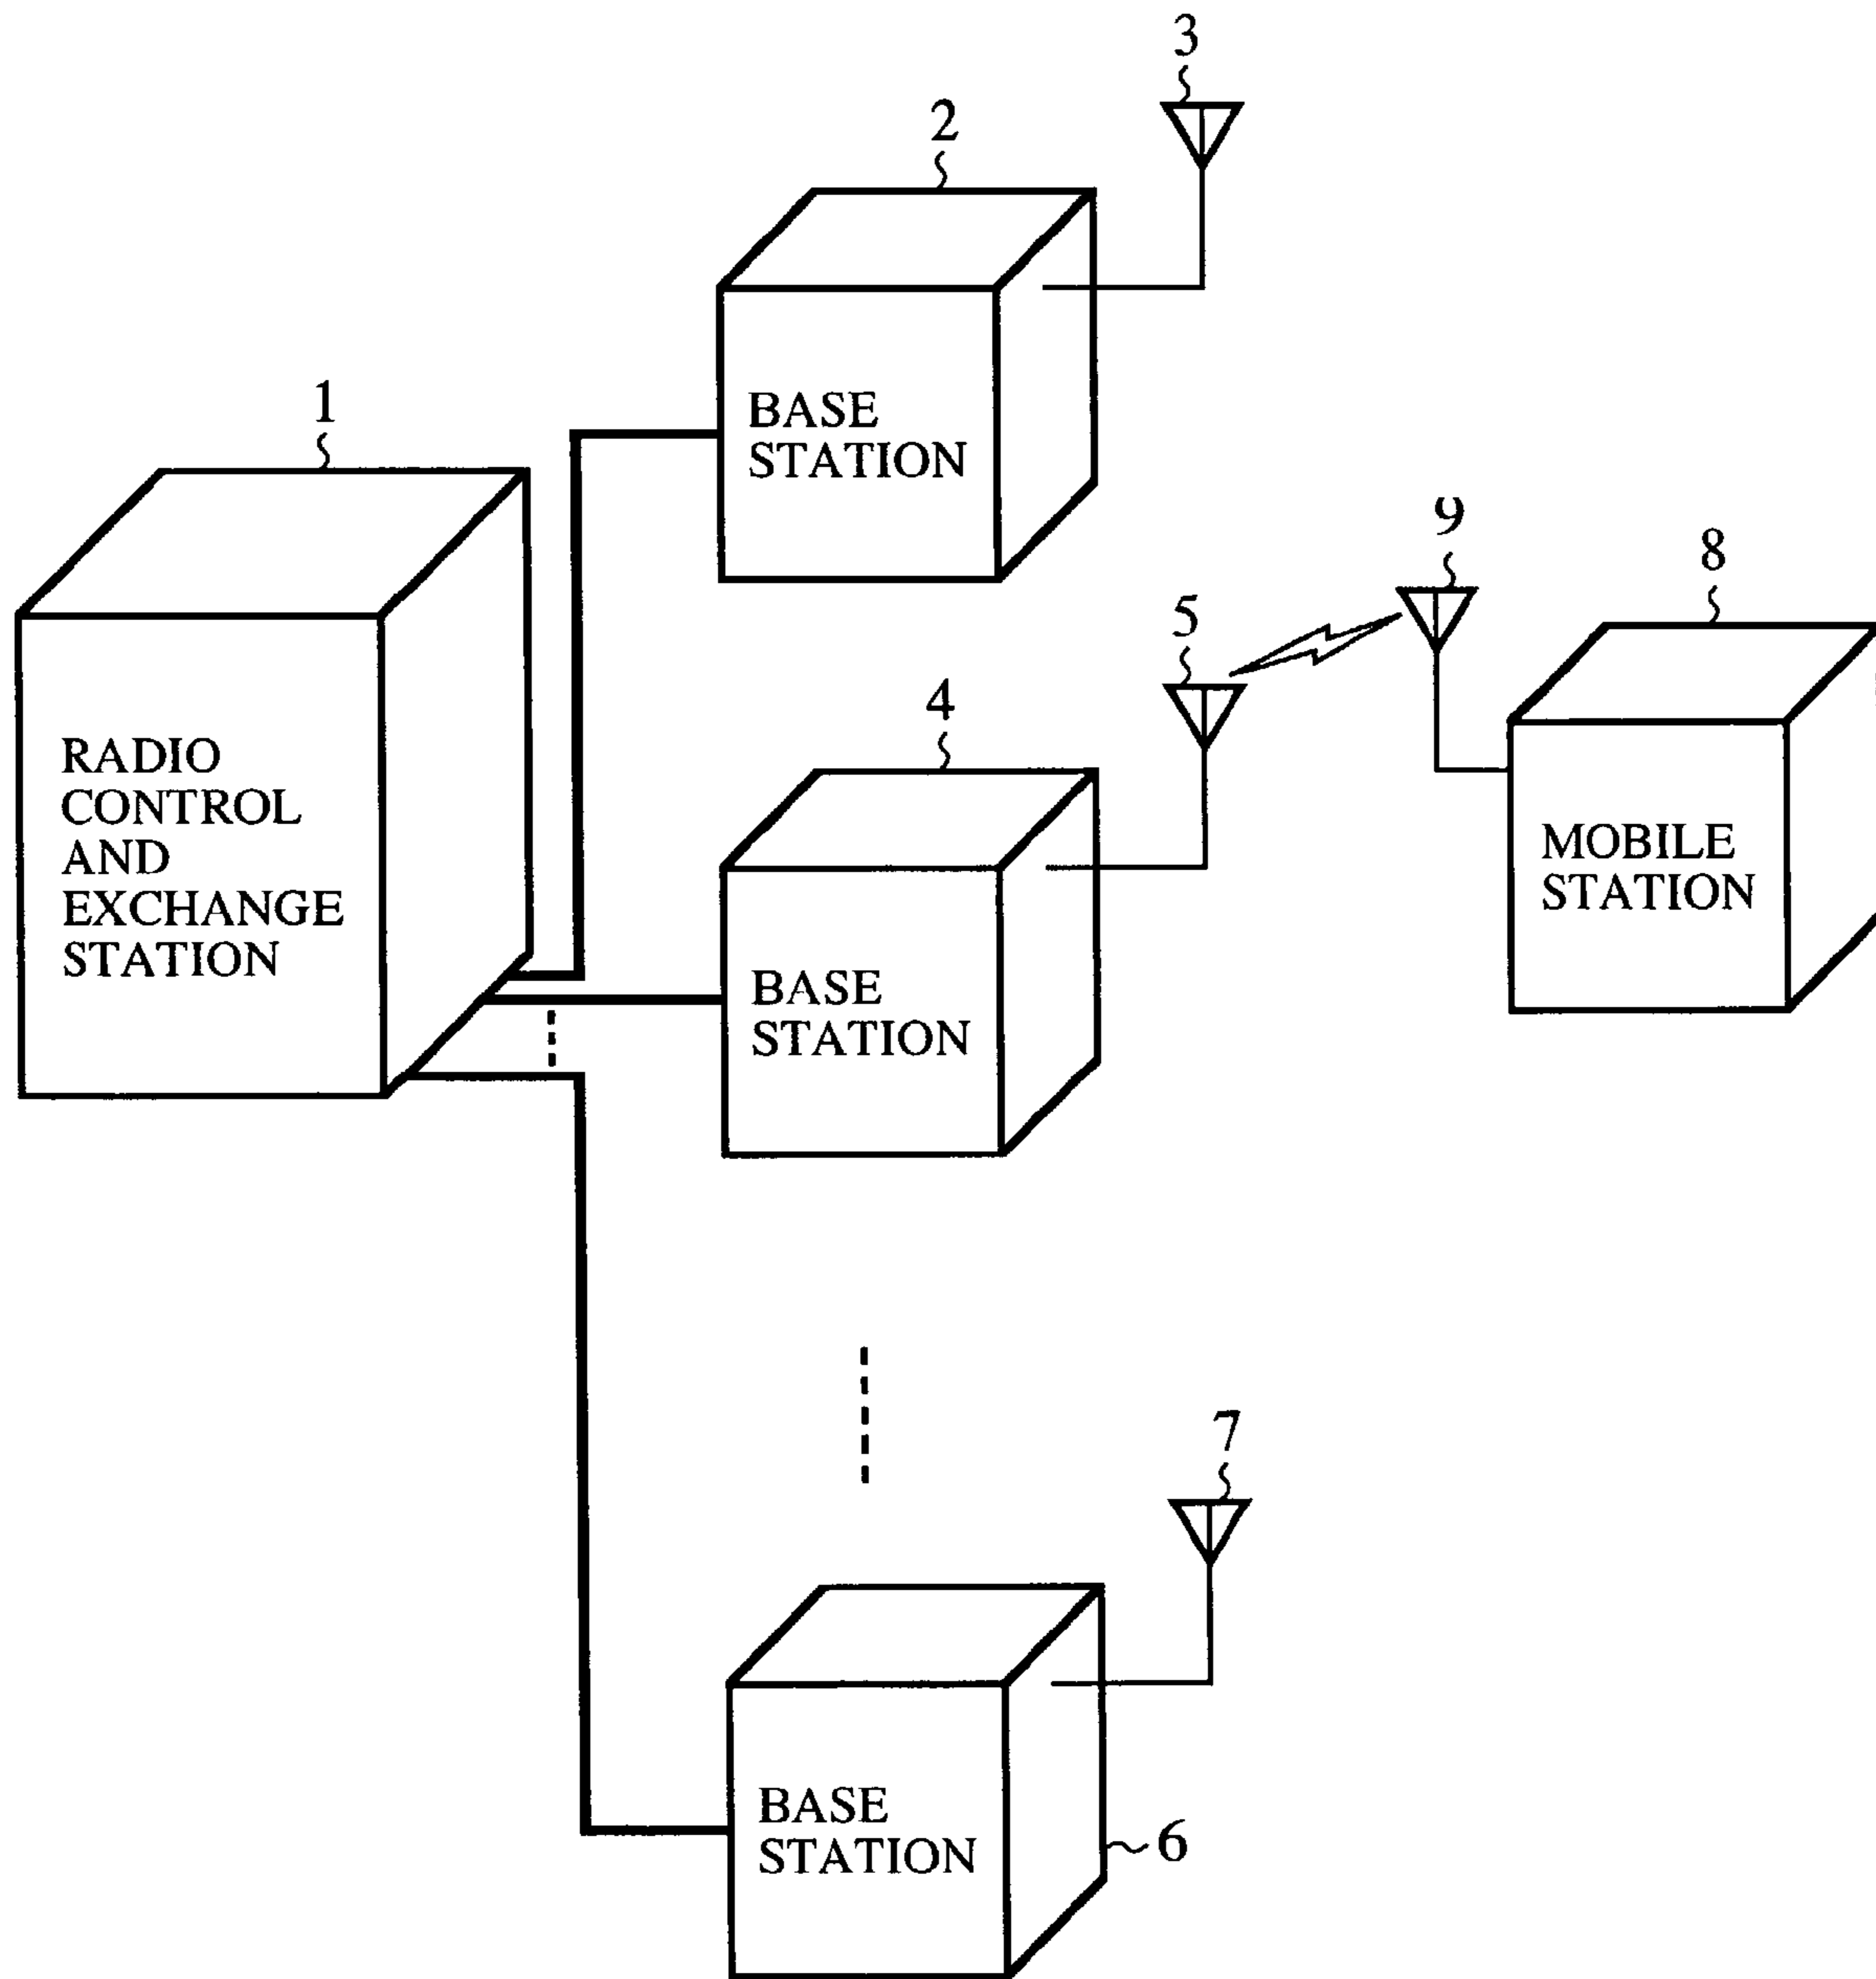 3
2
1
BASE
STATION
9
8
5
4
RADIO
CONTROL
AND
EXCHANGE
STATION
MOBILE
STATION
BASE
STATION
7
BASE
STATION
6